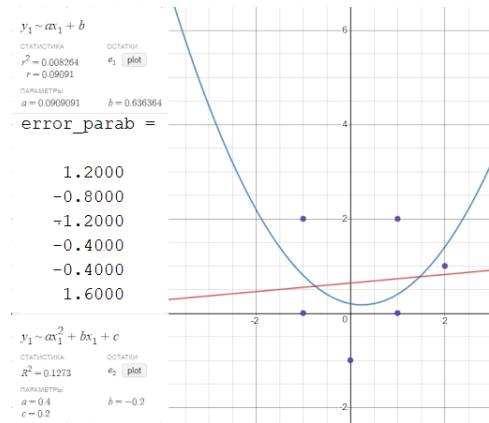 y₁ ~ ax₁ + b
СТАТИСТИКА ОСТАТКИ
r² = 0.008264 e₁ plot
r = 0.09091
ПАРАМЕТРЫ
a = 0.0909091 b = 0.636364
error_parab =
1.2000
-0.8000
-1.2000
-0.4000
-0.4000
1.6000
y₁ ~ ax₁² + bx₁ + c
СТАТИСТИКА ОСТАТКИ
R² = 0.1273 e₂ plot
ПАРАМЕТРЫ
a = 0.4 b = -0.2
c = 0.2
6
4
2
-2 0 2
-2